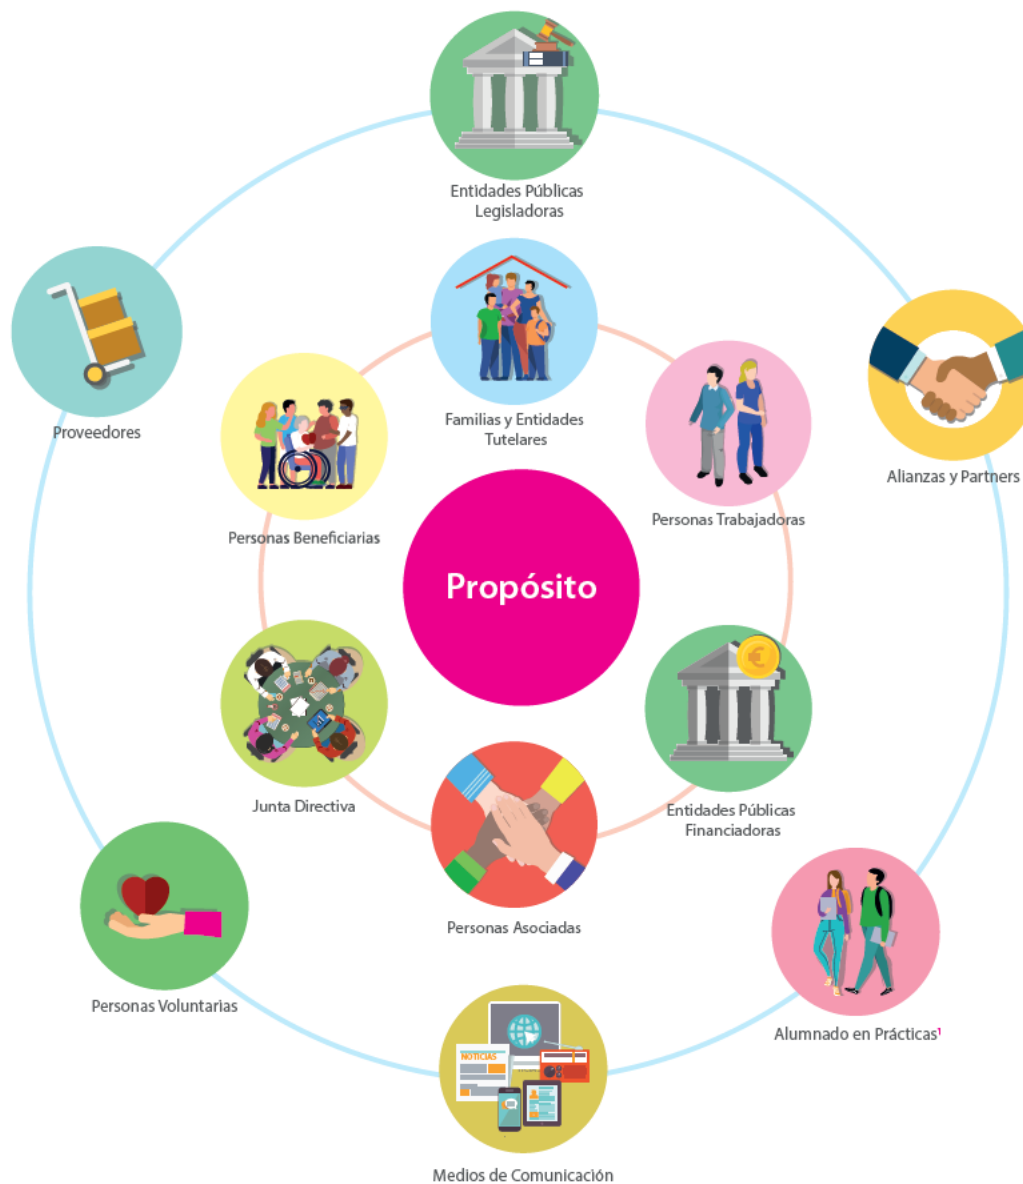 Entidades Públicas
Legisladoras
Proveedores
Familias y Entidades
Tutelares
Alianzas y Partners
Personas Beneficiarias
Personas Trabajadoras
Propósito
Junta Directiva
Entidades Públicas
Financiadoras
Personas Asociadas
Personas Voluntarias
Alumnado en Prácticas¹
NOTICIAS
Medios de Comunicación